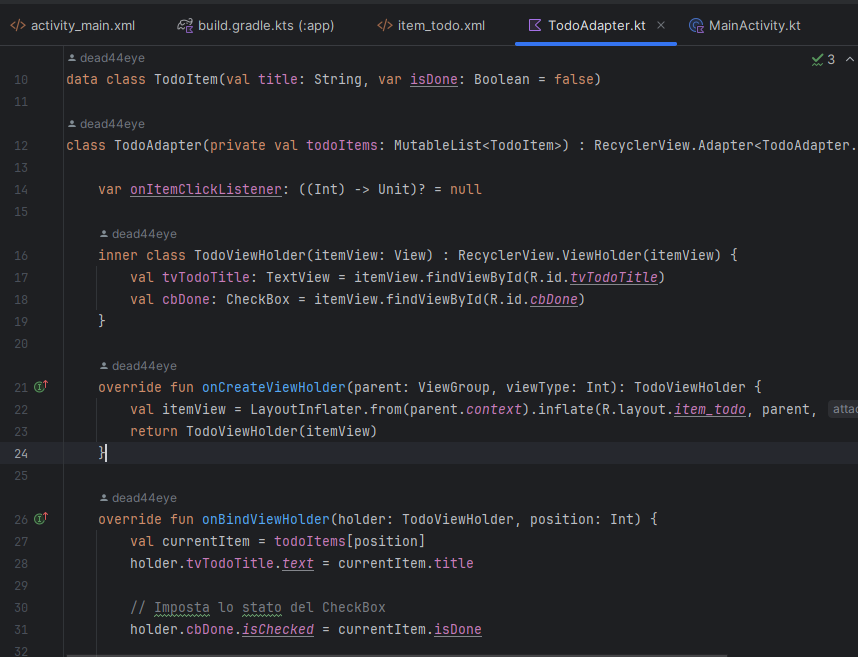 activity_main.xml build.gradle.kts (:app) item_todo.xml TodoAdapter.kt MainActivity.kt
dead44eye
3
10 data class TodoItem(val title: String, var isDone: Boolean = false)
11
dead44eye
12 class TodoAdapter(private val todoItems: MutableList<TodoItem>) : RecyclerView.Adapter<TodoAdapter.
13
14 var onItemClickListener: ((Int) -> Unit)? = null
15
dead44eye
16 inner class TodoViewHolder(itemView: View) : RecyclerView.ViewHolder(itemView) {
17 val tvTodoTitle: TextView = itemView.findViewById(R.id.tvTodoTitle)
18 val cbDone: CheckBox = itemView.findViewById(R.id.cbDone)
19 }
20
dead44eye
21 override fun onCreateViewHolder(parent: ViewGroup, viewType: Int): TodoViewHolder {
22 val itemView = LayoutInflater.from(parent.context).inflate(R.layout.item_todo, parent, attac
23 return TodoViewHolder(itemView)
24 }
25
dead44eye
26 override fun onBindViewHolder(holder: TodoViewHolder, position: Int) {
27 val currentItem = todoItems[position]
28 holder.tvTodoTitle.text = currentItem.title
29
30 // Imposta lo stato del CheckBox
31 holder.cbDone.isChecked = currentItem.isDone
32